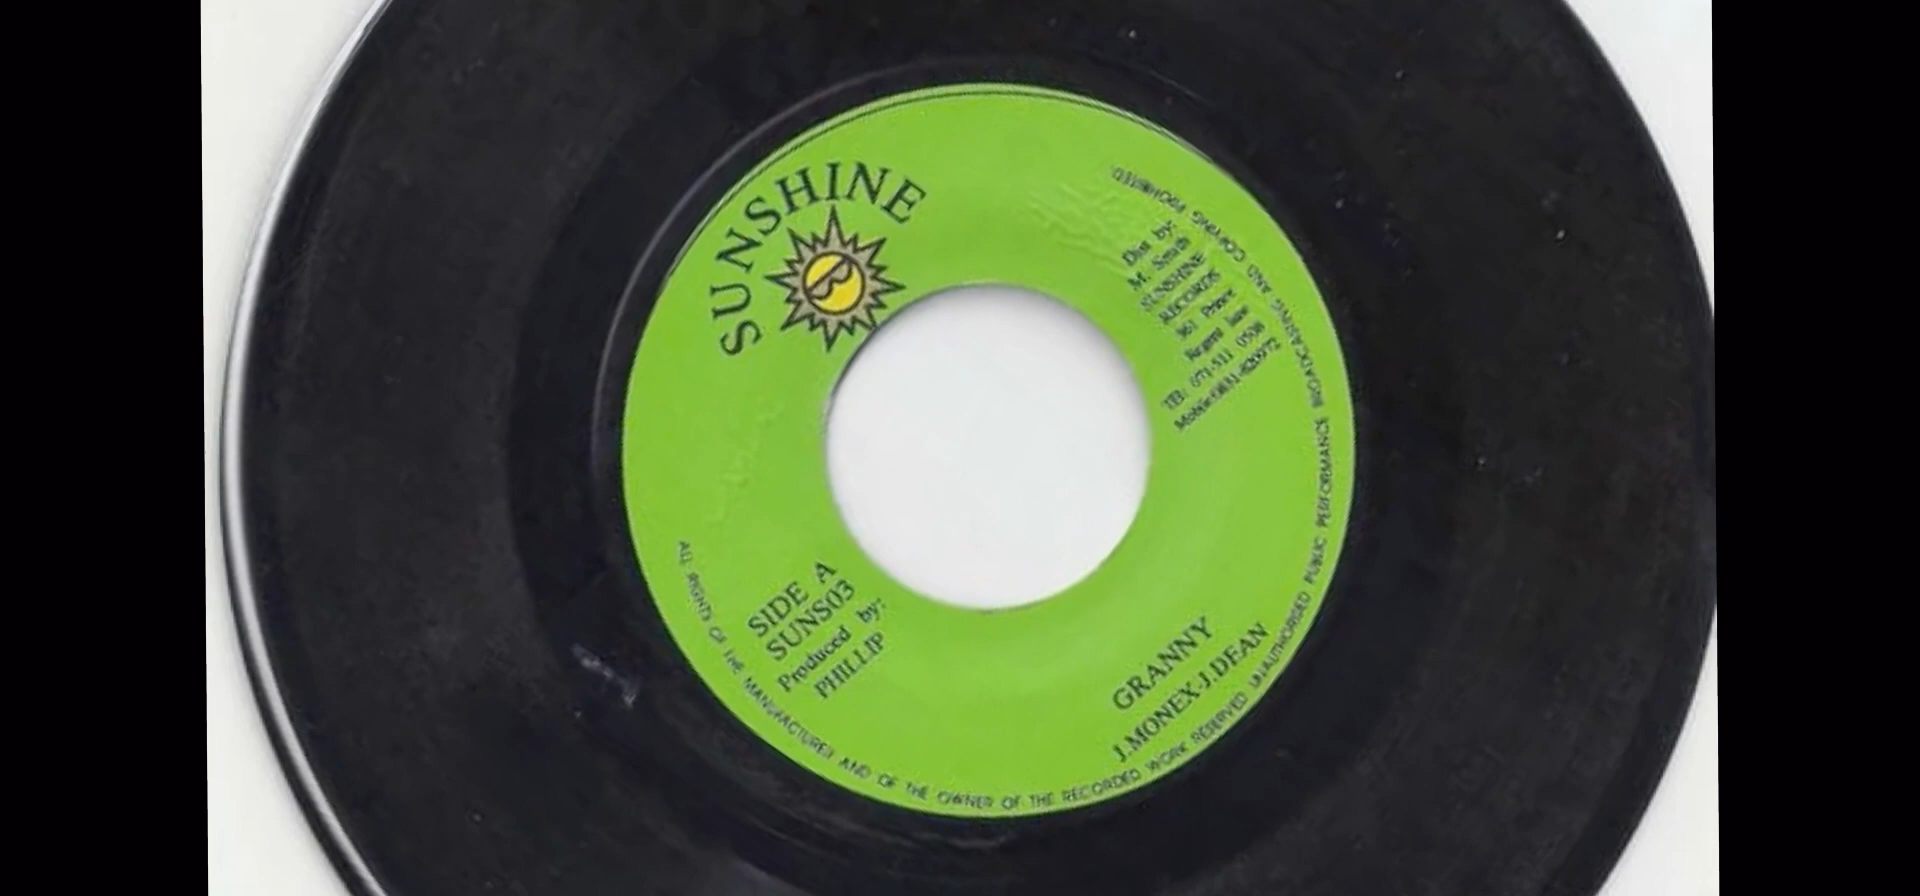 SUNSHINE
Dist by:
M. Smith
SUNSHINE
RECORDS
361
Regent
TEL: 071-511 0508
SIDE A
SUNS03
Produced by:
PHILLIP
GRANNY
J.MONEX-J.DEAN
ALL RIGHTS OF THE MANUFACTURER AND OF THE OWNER OF THE RECORDED WORK RESERVED UNAUTHORISED PUBLIC PERFORMANCE BROADCASTING AND COPYING PROHIBITED.